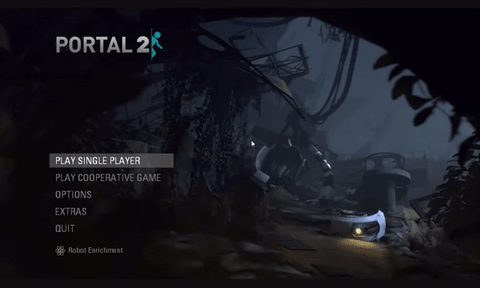 PORTAL 2
PLAY SINGLE PLAYER
PLAY COOPERATIVE GAME
OPTIONS
EXTRAS
QUIT
Robot Enrichment